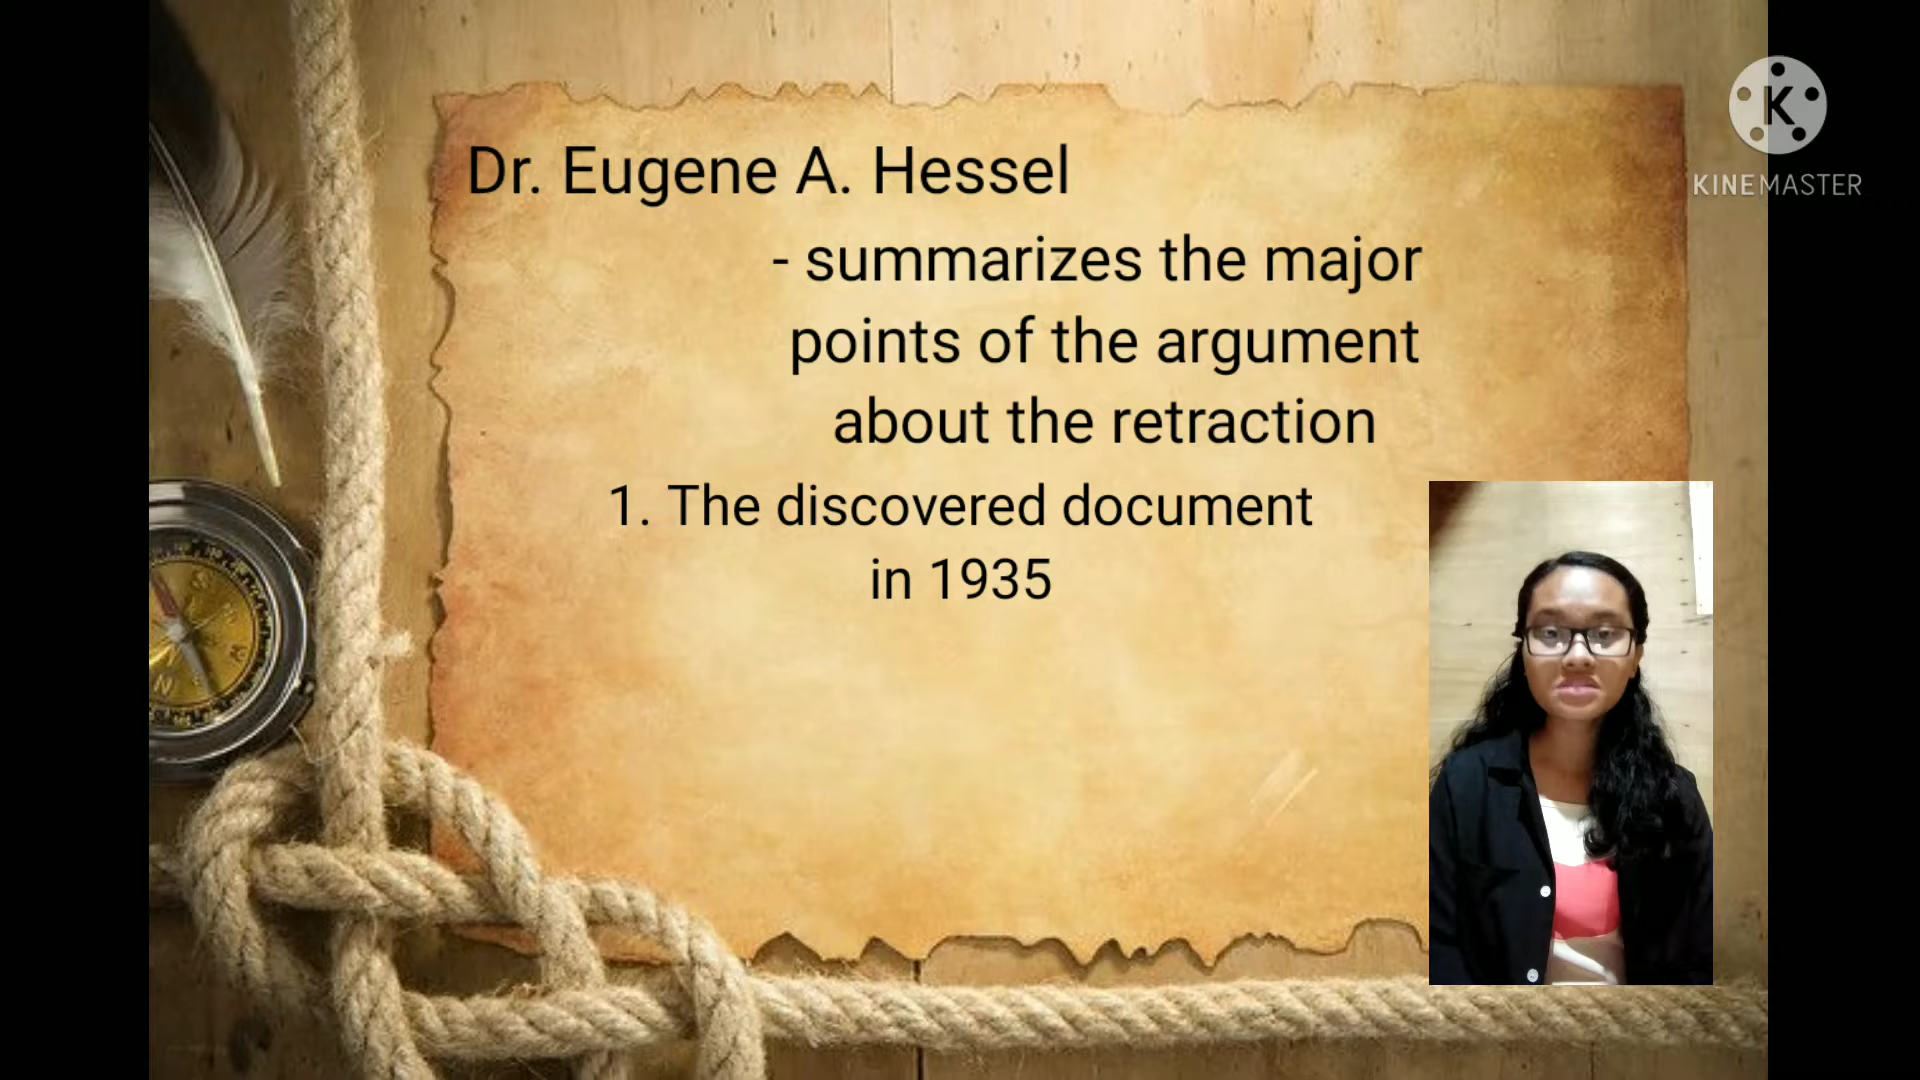 Dr. Eugene A. Hessel
- summarizes the major
points of the argument
about the retraction
1. The discovered document
in 1935
K
KINEMASTER